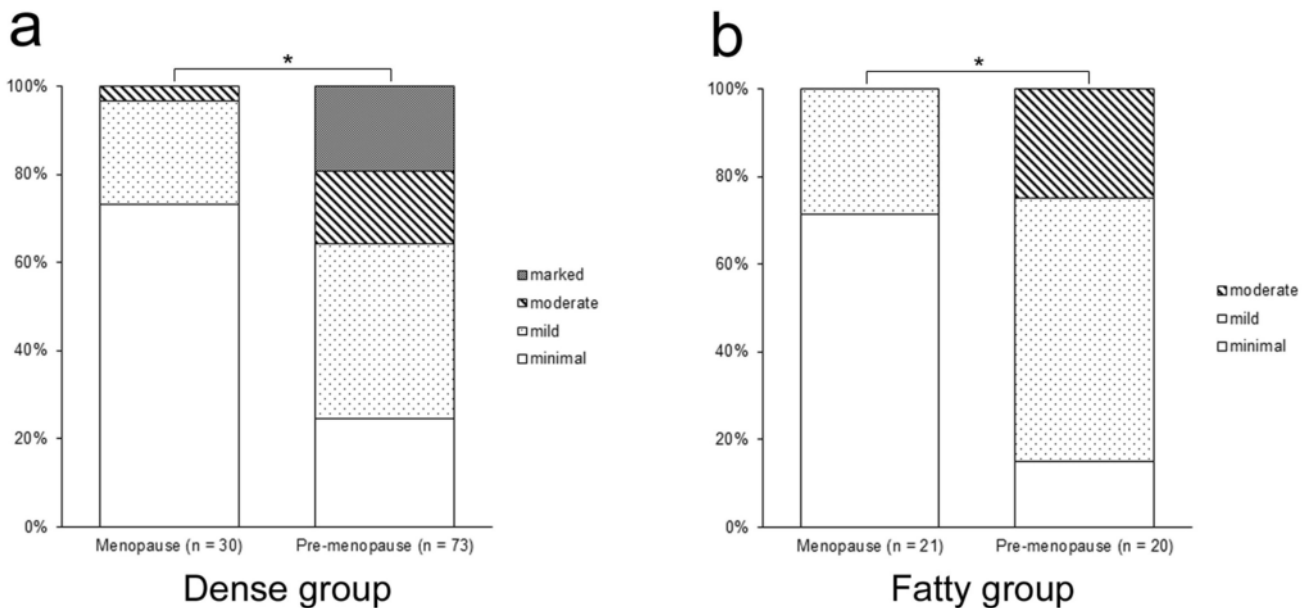 a
*
100%
80%
60%
40%
20%
0%
marked
moderate
mild
minimal
Menopause (n = 30)
Pre-menopause (n = 73)
Dense group
b
*
100%
80%
60%
40%
20%
0%
moderate
mild
minimal
Menopause (n = 21)
Pre-menopause (n = 20)
Fatty group